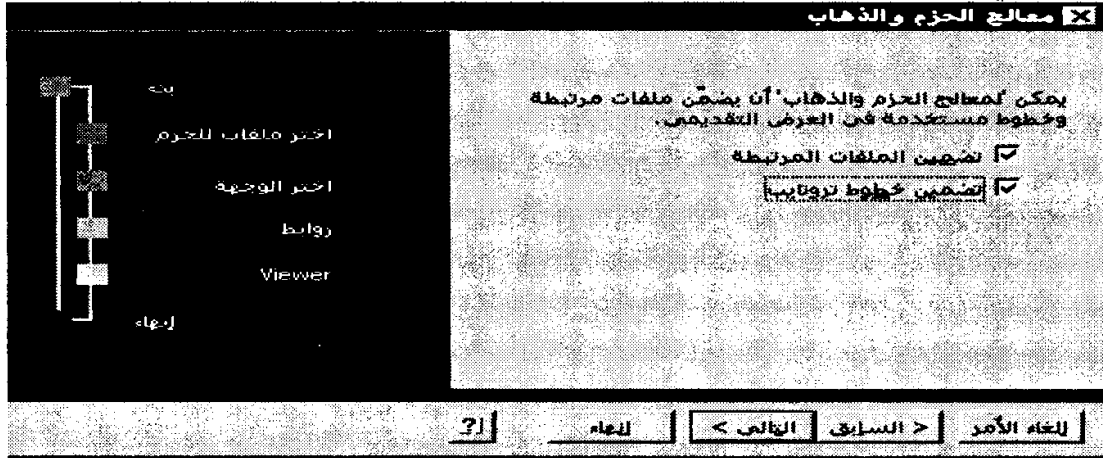 معالج الحزم والذهاب
يمكن 'لمعالج الحزم والذهاب' أن يضمّن ملفات مرتبطة
وخطوط مستخدمة في العرض التقديمي.
تضمين الملفات المرتبطة
تضمين خطوط تروتايب
بدء
اختر ملفات للحزم
اختر الوجهة
روابط
Viewer
إنهاء
إلغاء الأمر
< السابق
التالي >
إنهاء
?